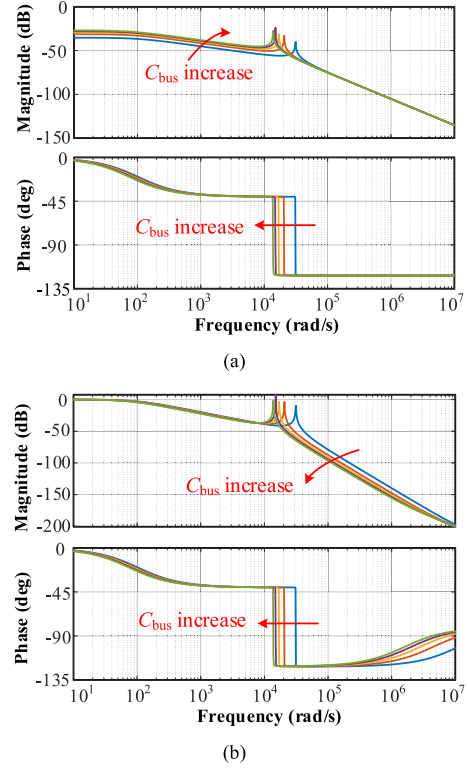 0
-50
-100
-150
Magnitude (dB)
C_bus increase
0
-45
-90
-135
Phase (deg)
C_bus increase
10^1 10^2 10^3 10^4 10^5 10^6 10^7
Frequency (rad/s)
(a)
0
-50
-100
-150
-200
Magnitude (dB)
C_bus increase
0
-45
-90
-135
Phase (deg)
C_bus increase
10^1 10^2 10^3 10^4 10^5 10^6 10^7
Frequency (rad/s)
(b)